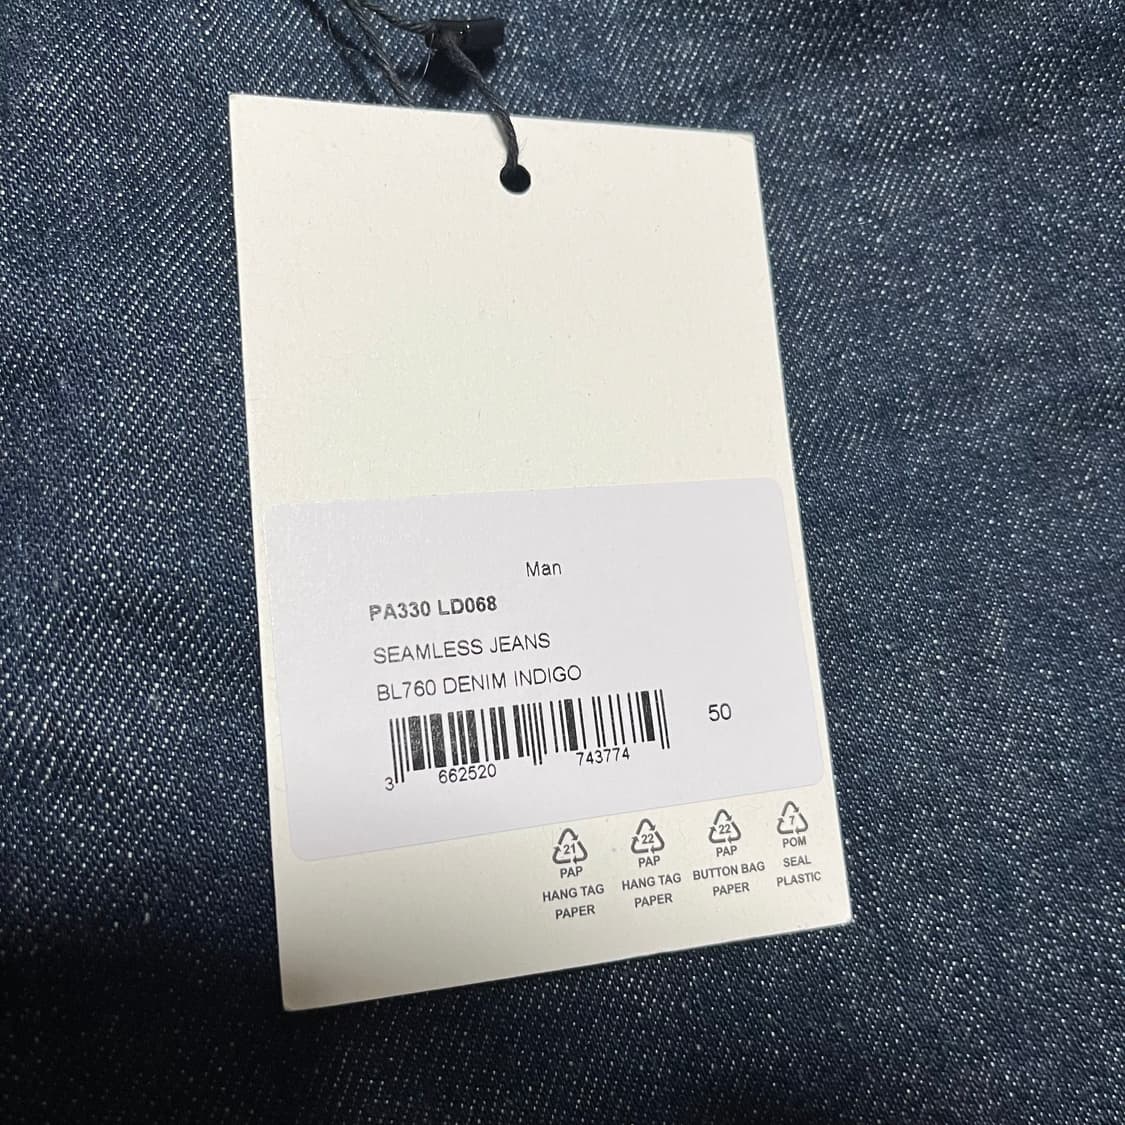 Man
PA330 LD068
SEAMLESS JEANS
BL760 DENIM INDIGO
50
3 662520 743774
21 22 22 7
PAP PAP PAP POM
HANG TAG HANG TAG BUTTON BAG SEAL
PAPER PAPER PAPER PLASTIC